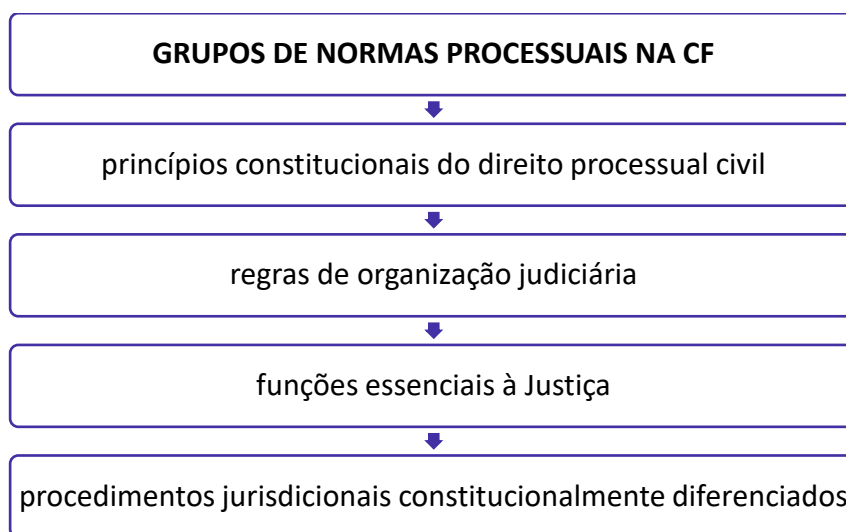 GRUPOS DE NORMAS PROCESSUAIS NA CF
princípios constitucionais do direito processual civil
regras de organização judiciária
funções essenciais à Justiça
procedimentos jurisdicionais constitucionalmente diferenciados